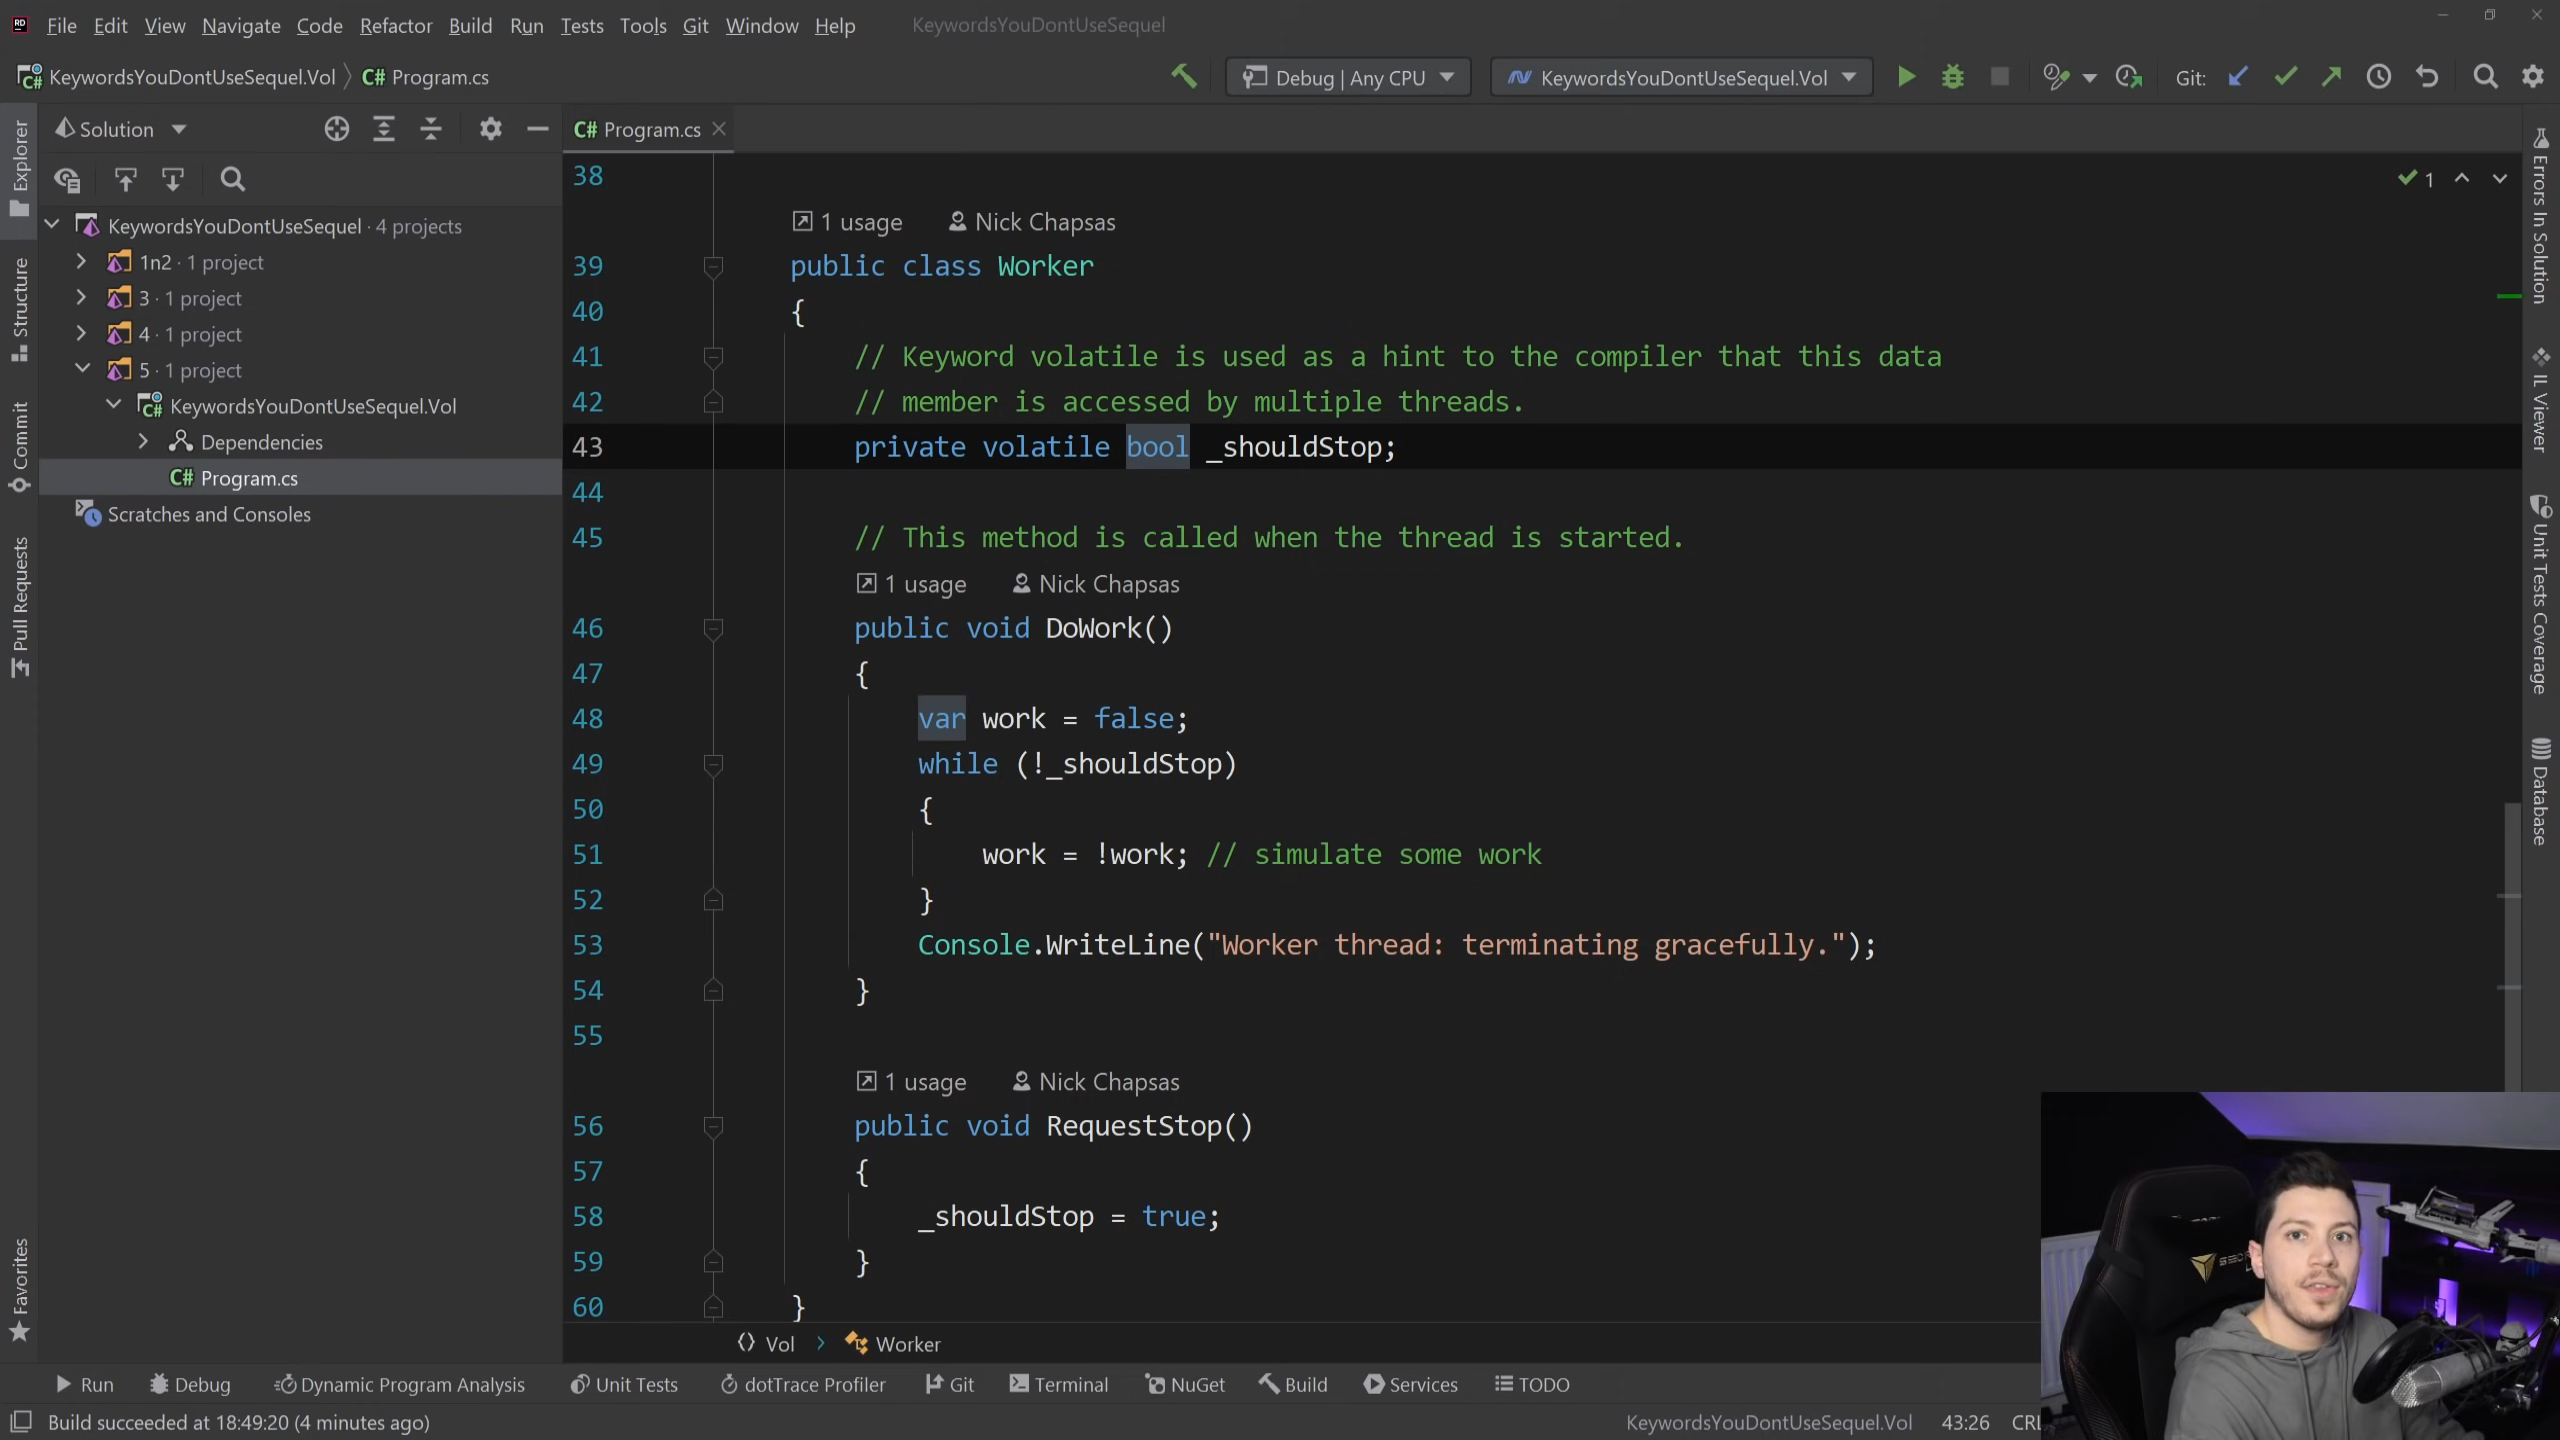 File Edit View Navigate Code Refactor Build Run Tests Tools Git Window Help KeywordsYouDontUseSequel
KeywordsYouDontUseSequel.Vol C# Program.cs Debug | Any CPU KeywordsYouDontUseSequel.Vol Git:
Solution
C# Program.cs
KeywordsYouDontUseSequel · 4 projects
1n2 · 1 project
3 · 1 project
4 · 1 project
5 · 1 project
KeywordsYouDontUseSequel.Vol
Dependencies
C# Program.cs
Scratches and Consoles
Explorer
Structure
Commit
Pull Requests
Favorites
1
38
1 usage Nick Chapsas
39 public class Worker
40 {
41 // Keyword volatile is used as a hint to the compiler that this data
42 // member is accessed by multiple threads.
43 private volatile bool _shouldStop;
44
45 // This method is called when the thread is started.
1 usage Nick Chapsas
46 public void DoWork()
47 {
48 var work = false;
49 while (!_shouldStop)
50 {
51 work = !work; // simulate some work
52 }
53 Console.WriteLine("Worker thread: terminating gracefully.");
54 }
55
1 usage Nick Chapsas
56 public void RequestStop()
57 {
58 _shouldStop = true;
59 }
60 }
Errors In Solution
IL Viewer
Unit Tests Coverage
Database
Vol Worker
Run Debug Dynamic Program Analysis Unit Tests dotTrace Profiler Git Terminal NuGet Build Services TODO
Build succeeded at 18:49:20 (4 minutes ago) KeywordsYouDontUseSequel.Vol 43:26